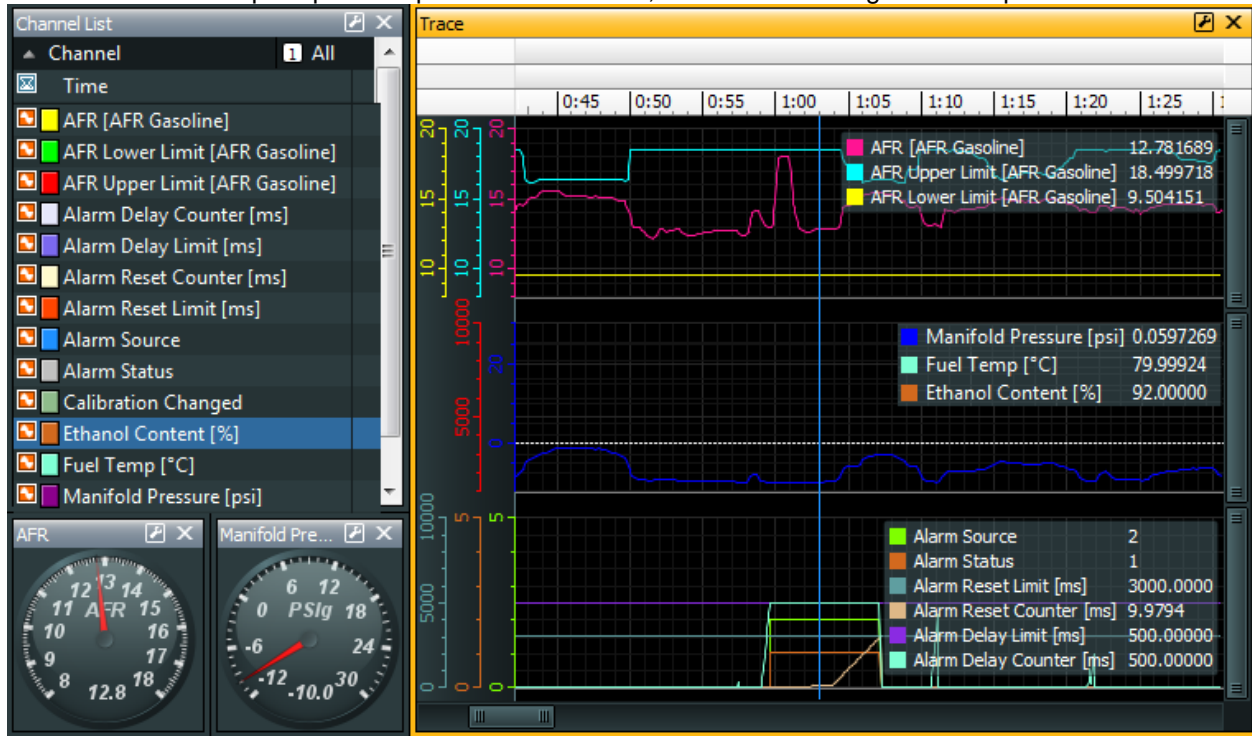 Channel List
Channel 1 All
Time
AFR [AFR Gasoline]
AFR Lower Limit [AFR Gasoline]
AFR Upper Limit [AFR Gasoline]
Alarm Delay Counter [ms]
Alarm Delay Limit [ms]
Alarm Reset Counter [ms]
Alarm Reset Limit [ms]
Alarm Source
Alarm Status
Calibration Changed
Ethanol Content [%]
Fuel Temp [°C]
Manifold Pressure [psi]
AFR
8 9 10 11 12 13 14 15 16 17 18
AFR
12.8
Manifold Pre...
-12 -6 0 6 12 18 24 30
PSIg
-10.0
Trace
0:45 0:50 0:55 1:00 1:05 1:10 1:15 1:20 1:25
20 20 20
15 15 15
10 10 10
AFR [AFR Gasoline] 12.781689
AFR Upper Limit [AFR Gasoline] 18.499718
AFR Lower Limit [AFR Gasoline] 9.504151
10000
20
5000
0
Manifold Pressure [psi] 0.0597269
Fuel Temp [°C] 79.99924
Ethanol Content [%] 92.00000
10000 5 5
5000
0 0 0
Alarm Source 2
Alarm Status 1
Alarm Reset Limit [ms] 3000.0000
Alarm Reset Counter [ms] 9.9794
Alarm Delay Limit [ms] 500.00000
Alarm Delay Counter [ms] 500.00000